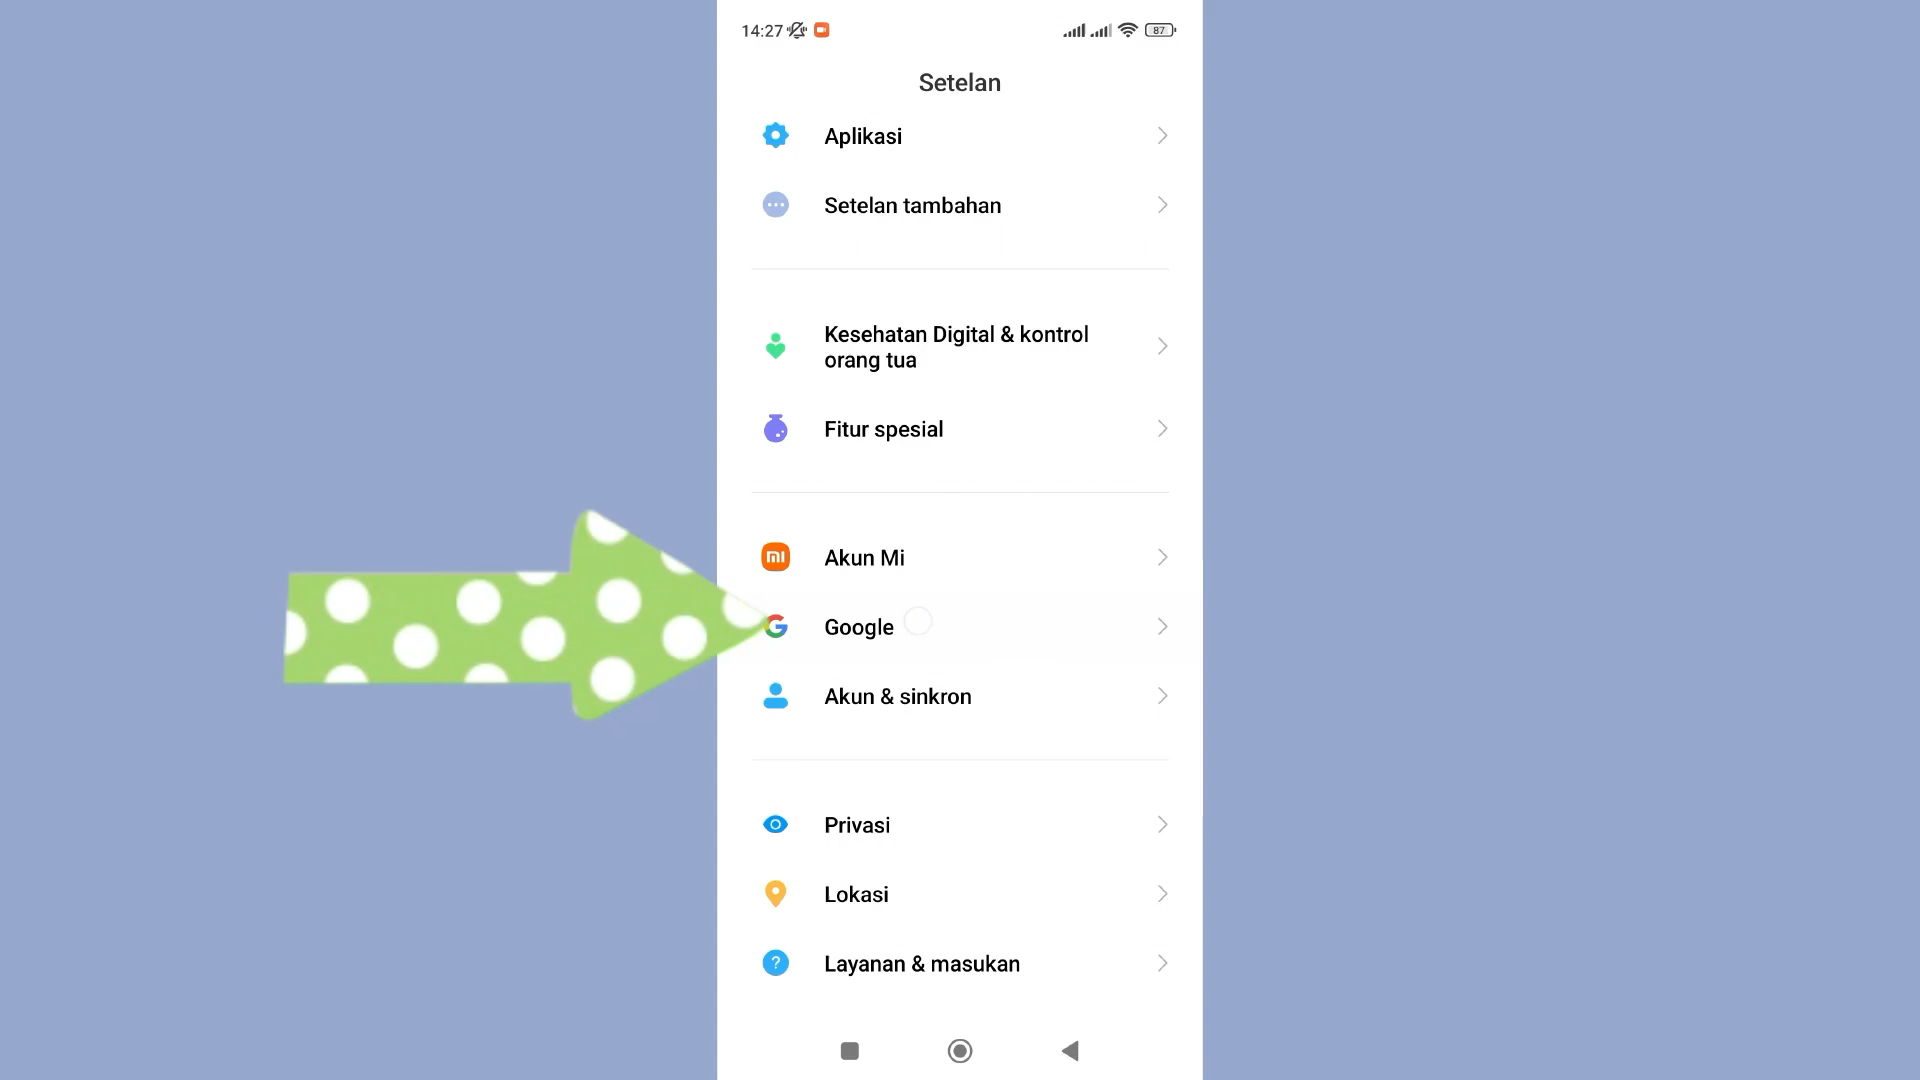 14:27
87
Setelan
Aplikasi
Setelan tambahan
Kesehatan Digital & kontrol
orang tua
Fitur spesial
Akun Mi
Google
Akun & sinkron
Privasi
Lokasi
Layanan & masukan